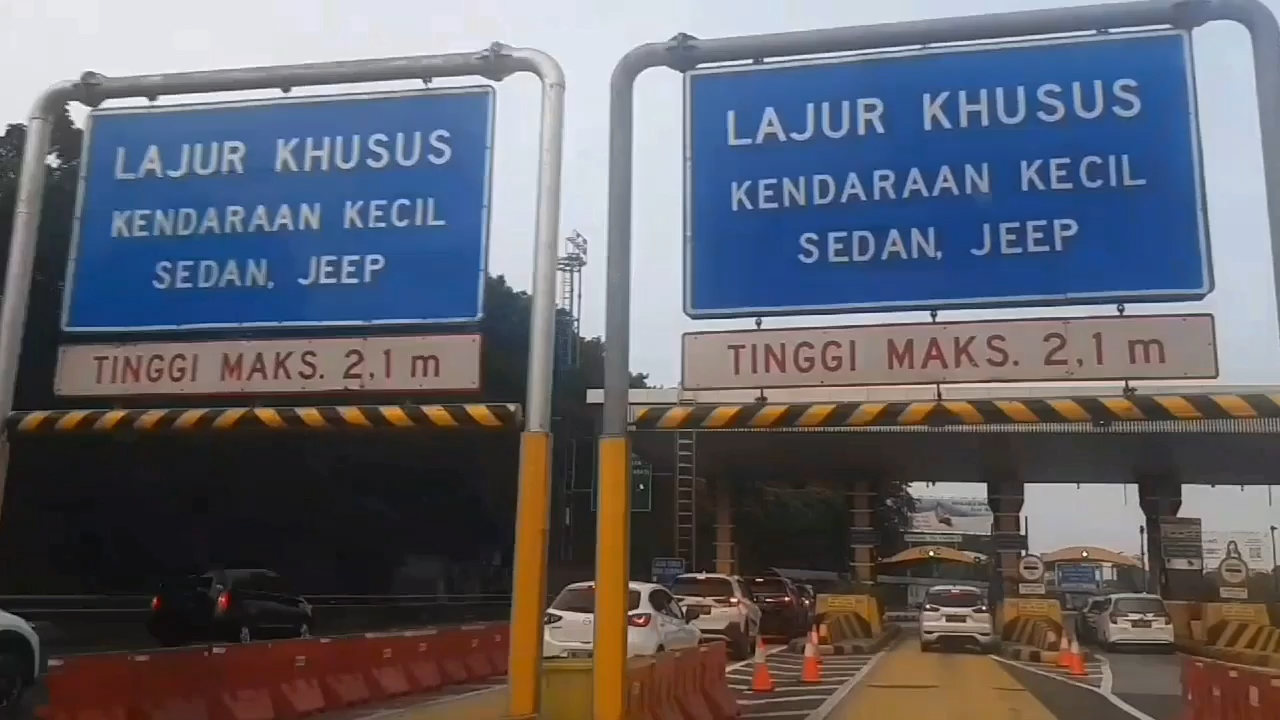 LAJUR KHUSUS
KENDARAAN KECIL
SEDAN, JEEP
TINGGI MAKS. 2,1 m
LAJUR KHUSUS
KENDARAAN KECIL
SEDAN, JEEP
TINGGI MAKS. 2,1 m